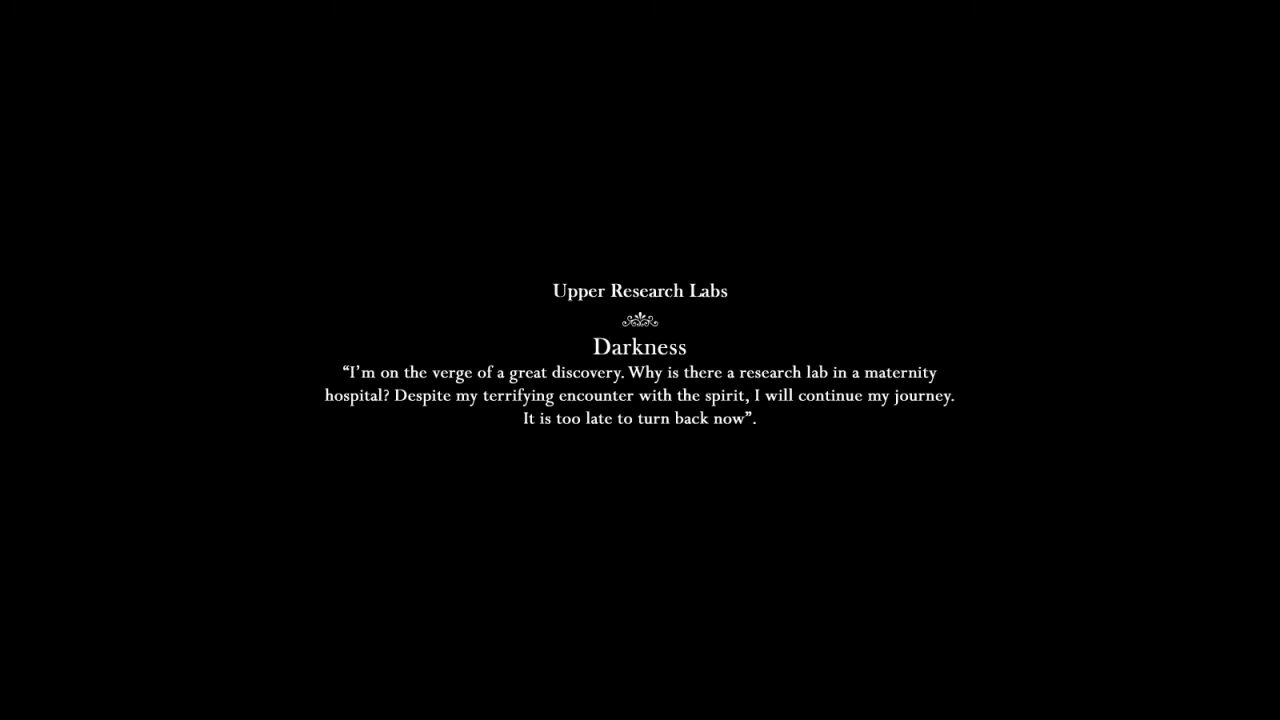 Upper Research Labs
Darkness
“I’m on the verge of a great discovery. Why is there a research lab in a maternity
hospital? Despite my terrifying encounter with the spirit, I will continue my journey.
It is too late to turn back now”.